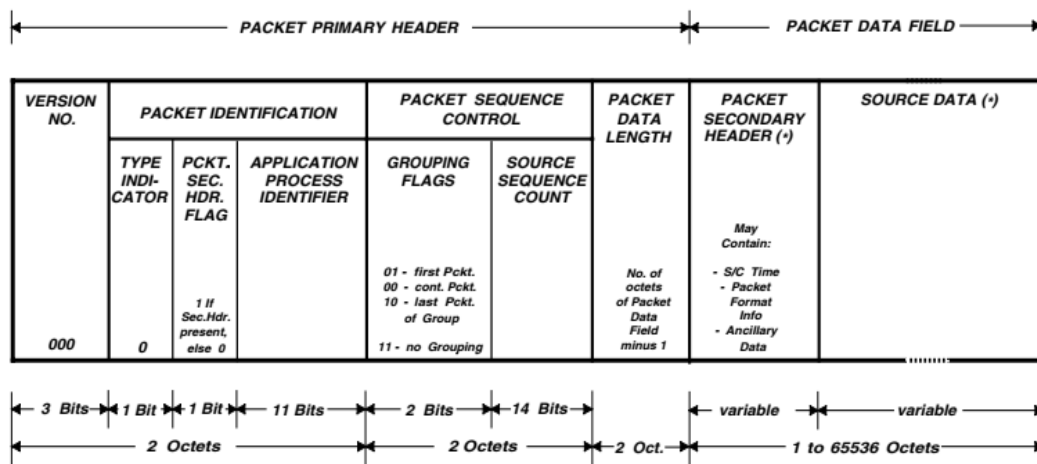 PACKET PRIMARY HEADER
PACKET DATA FIELD
VERSION
NO.
PACKET IDENTIFICATION
PACKET SEQUENCE
CONTROL
PACKET
DATA
LENGTH
PACKET
SECONDARY
HEADER (*)
SOURCE DATA (*)
TYPE
INDI-
CATOR
PCKT.
SEC.
HDR.
FLAG
APPLICATION
PROCESS
IDENTIFIER
GROUPING
FLAGS
SOURCE
SEQUENCE
COUNT
000
0
1 If
Sec.Hdr.
present,
else 0
01 - first Pckt.
00 - cont. Pckt.
10 - last Pckt.
of Group
11 - no Grouping
No. of
octets
of Packet
Data
Field
minus 1
May
Contain:
- S/C Time
- Packet
Format
Info
- Ancillary
Data
3 Bits
1 Bit
1 Bit
11 Bits
2 Bits
14 Bits
variable
variable
2 Octets
2 Octets
2 Oct.
1 to 65536 Octets